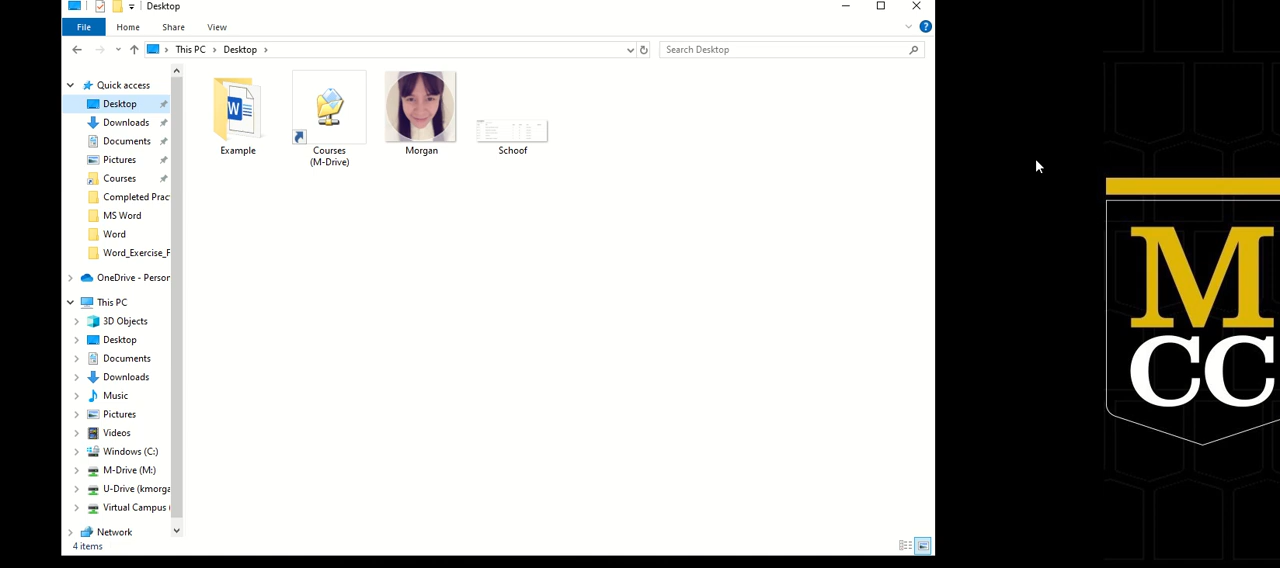 Desktop
File Home Share View
This PC Desktop Search Desktop
Quick access
Desktop
Downloads
Documents
Pictures
Courses
Completed Prac
MS Word
Word
Word_Exercise_F
OneDrive - Person
This PC
3D Objects
Desktop
Documents
Downloads
Music
Pictures
Videos
Windows (C:)
M-Drive (M:)
U-Drive (kmorga
Virtual Campus
Network
4 items
W
Example
Courses
(M-Drive)
Morgan
Schoof
M
CC